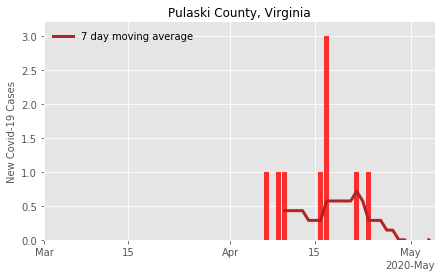 Pulaski County, Virginia
7 day moving average
New Covid-19 Cases
3.0
2.5
2.0
1.5
1.0
0.5
0.0
Mar
15
Apr
15
May
2020-May